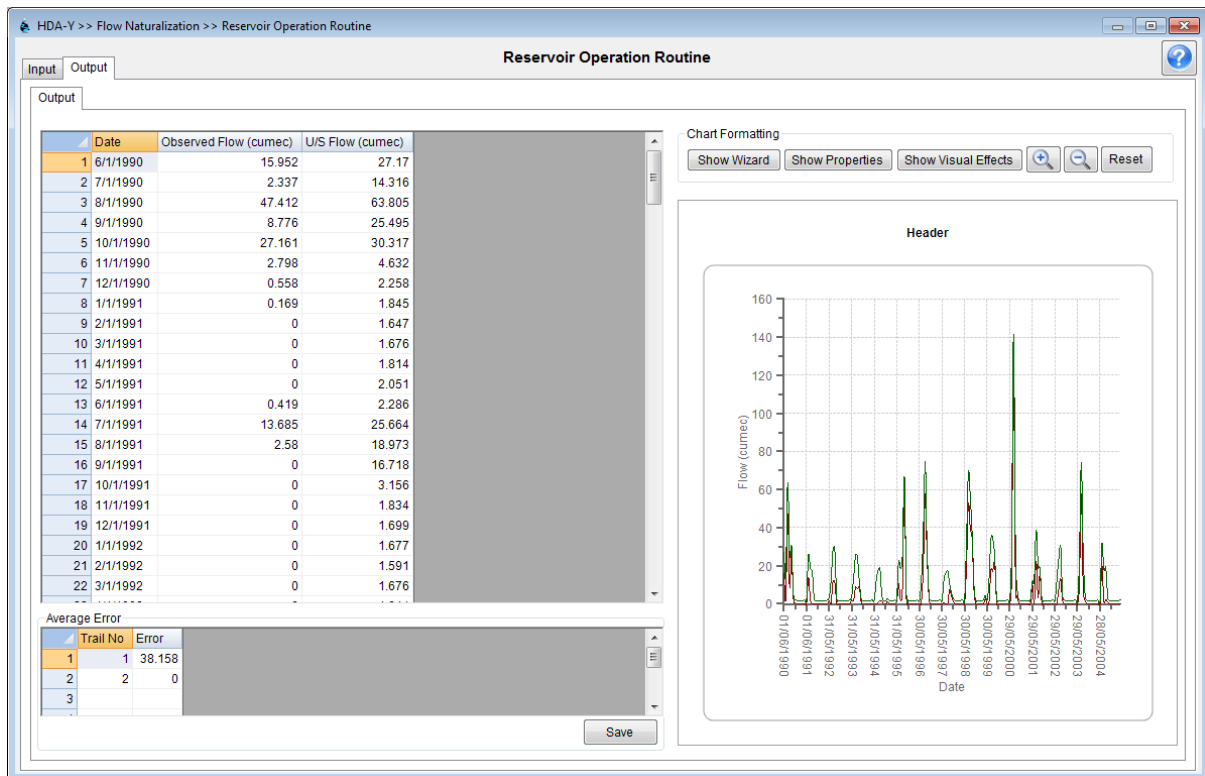 HDA-Y >> Flow Naturalization >> Reservoir Operation Routine
Reservoir Operation Routine
Input Output
Output
Date Observed Flow (cumec) U/S Flow (cumec)
1 6/1/1990 15.952 27.17
2 7/1/1990 2.337 14.316
3 8/1/1990 47.412 63.805
4 9/1/1990 8.776 25.495
5 10/1/1990 27.161 30.317
6 11/1/1990 2.798 4.632
7 12/1/1990 0.558 2.258
8 1/1/1991 0.169 1.845
9 2/1/1991 0 1.647
10 3/1/1991 0 1.676
11 4/1/1991 0 1.814
12 5/1/1991 0 2.051
13 6/1/1991 0.419 2.286
14 7/1/1991 13.685 25.664
15 8/1/1991 2.58 18.973
16 9/1/1991 0 16.718
17 10/1/1991 0 3.156
18 11/1/1991 0 1.834
19 12/1/1991 0 1.699
20 1/1/1992 0 1.677
21 2/1/1992 0 1.591
22 3/1/1992 0 1.676
Average Error
Trail No Error
1 1 38.158
2 2 0
3
Save
Chart Formatting
Show Wizard Show Properties Show Visual Effects Reset
Header
160
140
120
100
80
60
40
20
0
Flow (cumec)
01/06/1990
01/06/1991
31/05/1992
31/05/1993
31/05/1994
31/05/1995
30/05/1996
30/05/1997
30/05/1998
30/05/1999
29/05/2000
29/05/2001
29/05/2002
29/05/2003
28/05/2004
Date